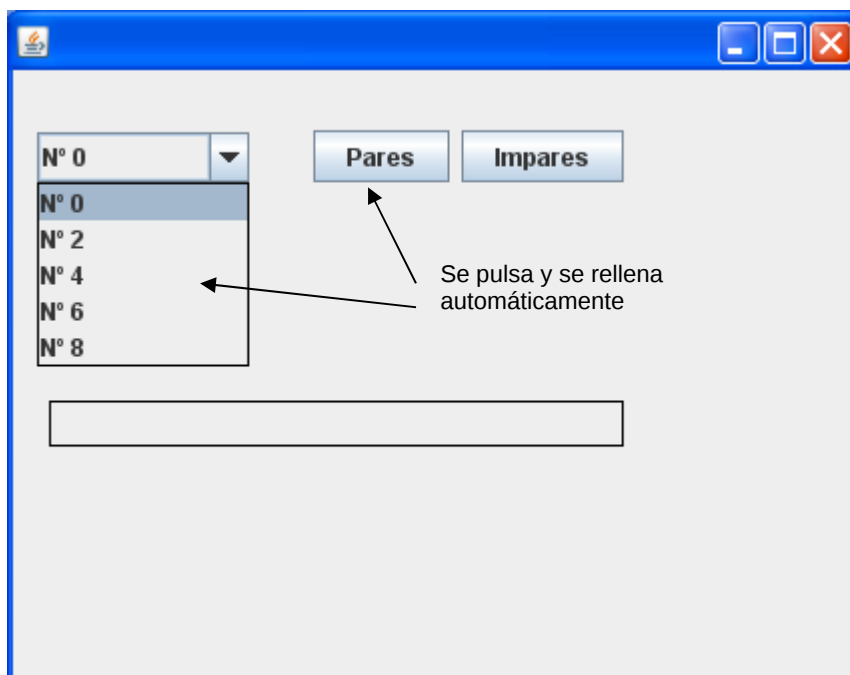 Nº 0
Pares
Impares
Nº 0
Nº 2
Nº 4
Nº 6
Nº 8
Se pulsa y se rellena
automáticamente